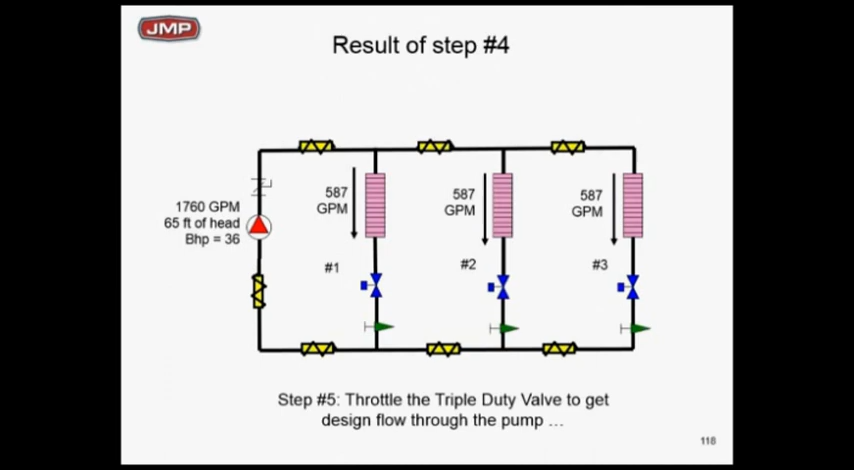 JMP
Result of step #4
587
GPM
587
GPM
587
GPM
1760 GPM
65 ft of head
Bhp = 36
#1
#2
#3
Step #5: Throttle the Triple Duty Valve to get
design flow through the pump …
118